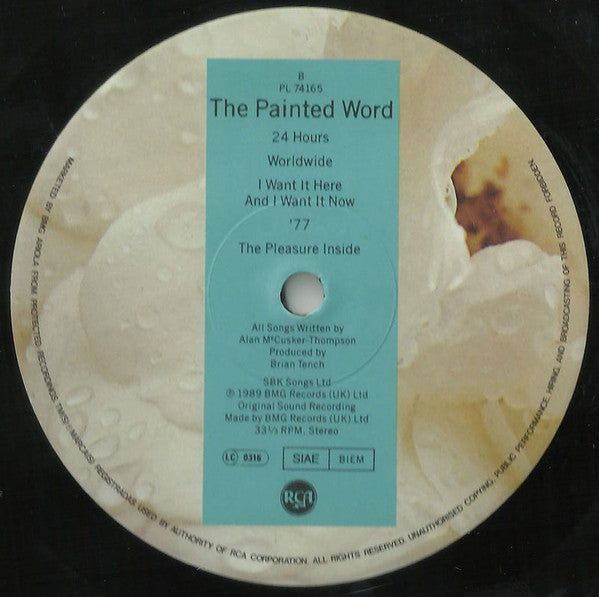 B
PL 74165
The Painted Word
24 Hours
Worldwide
I Want It Here
And I Want It Now
'77
The Pleasure Inside
All Songs Written by
Alan McCusker-Thompson
Produced by
Brian Tench
SBK Songs Ltd
℗ 1989 BMG Records (UK) Ltd
Original Sound Recording
Made by BMG Records (UK) Ltd
33⅓ RPM. Stereo
LC 0316
SIAE BIEM
RCA
MARKETED BY BMG ARIOLA FROM PROTECTED RECORDINGS. TMK(S) ® MARCA(S) REGISTRADAS USED BY AUTHORITY OF RCA CORPORATION. ALL RIGHTS RESERVED. UNAUTHORISED COPYING, PUBLIC PERFORMANCE, HIRING AND BROADCASTING OF THIS RECORD FORBIDDEN.